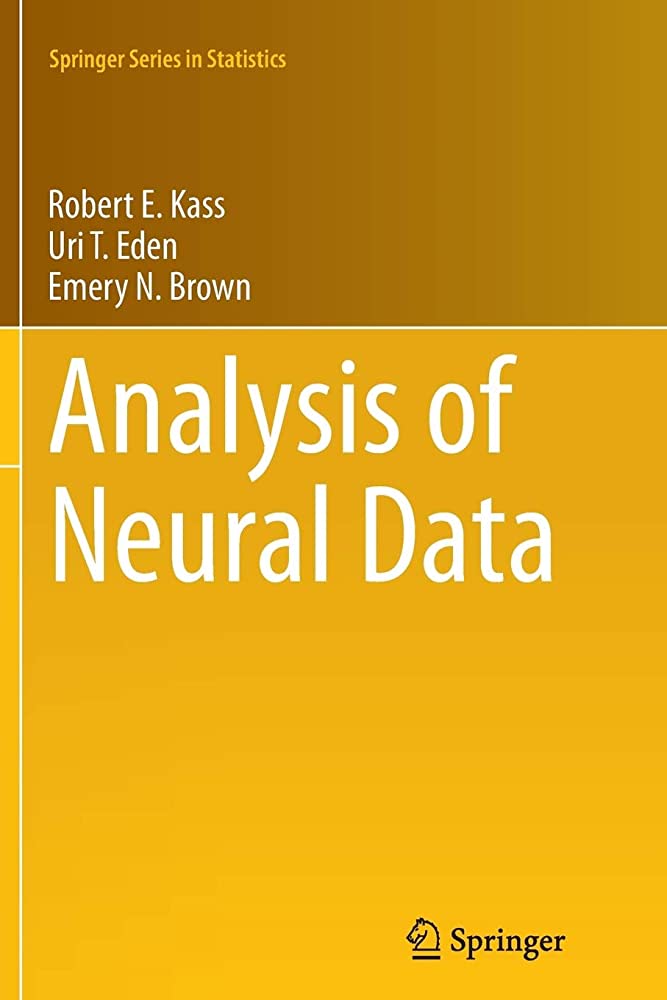 Springer Series in Statistics
Robert E. Kass
Uri T. Eden
Emery N. Brown
Analysis of
Neural Data
Springer